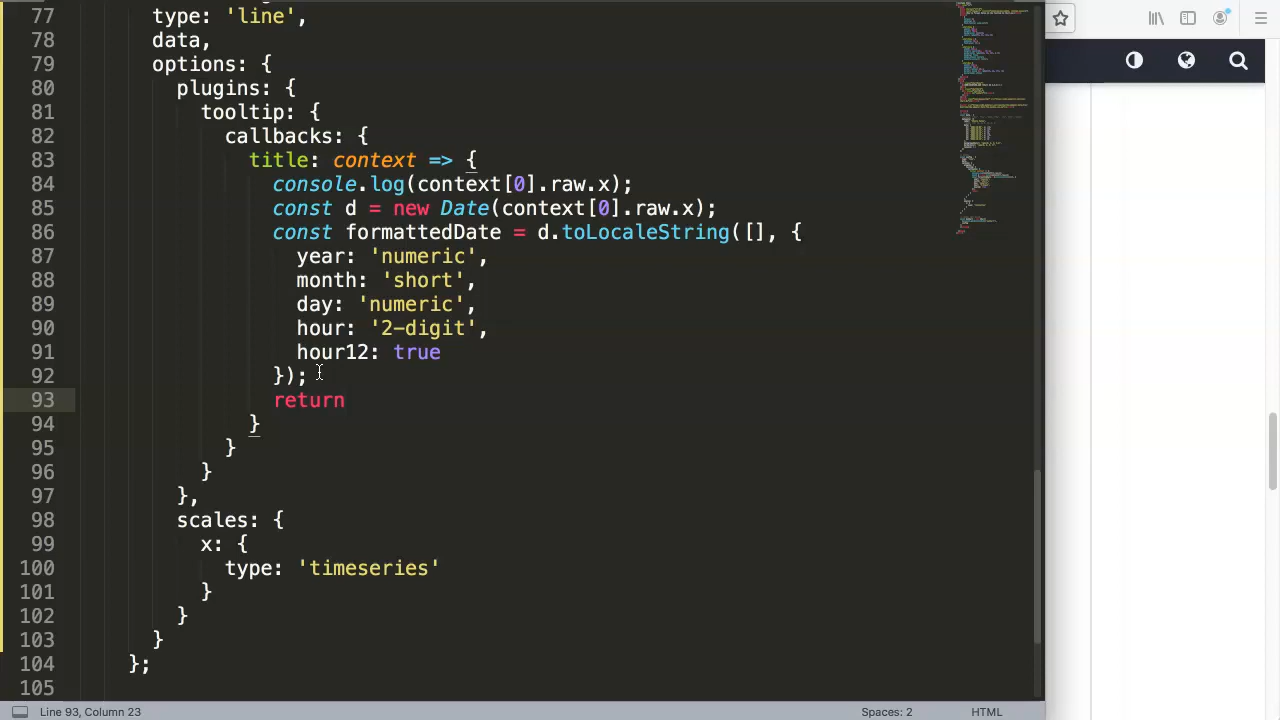 77 type: 'line',
78 data,
79 options: {
80 plugins: {
81 tooltip: {
82 callbacks: {
83 title: context => {
84 console.log(context[0].raw.x);
85 const d = new Date(context[0].raw.x);
86 const formattedDate = d.toLocaleString([], {
87 year: 'numeric',
88 month: 'short',
89 day: 'numeric',
90 hour: '2-digit',
91 hour12: true
92 });
93 return
94 }
95 }
96 }
97 },
98 scales: {
99 x: {
100 type: 'timeseries'
101 }
102 }
103 }
104 };
105
Line 93, Column 23 Spaces: 2 HTML